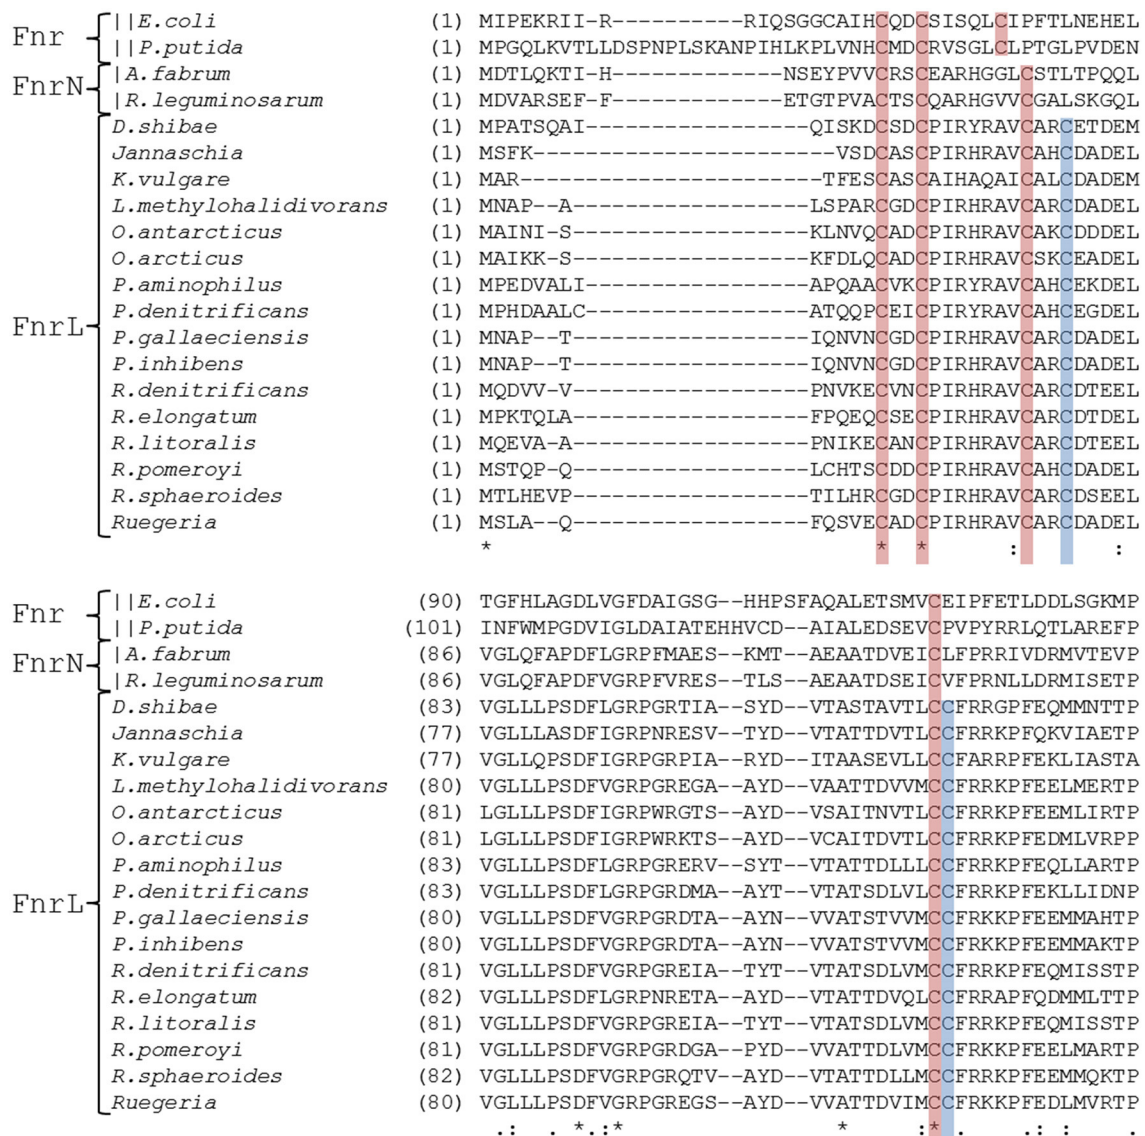 Fnr
||E.coli (1) MIPEKRII-R----------RIQSGGCAIHCQDCSISQLCIPFTLNEHEL
||P.putida (1) MPGQLKVTLLDSPNPLSKANPIHLKPLVNHCMDCRVSGLCLPTGLPVDEN
FnrN
|A.fabrum (1) MDTLQKTI-H-------------NSEYPVVCRSCEARHGGLCSTLTPQQL
|R.leguminosarum (1) MDVARSEF-F-------------ETGTPVACTSCQARHGVVCGALSKGQL
FnrL
D.shibae (1) MPATSQAI-----------------QISKDCSDCPIRYRAVCARCETDEM
Jannaschia (1) MSFK-----------------------VSDCASCPIRHRAVCAHCDADEL
K.vulgare (1) MAR-----------------------TFESCASCAIHAQAICALCDADEM
L.methylohalidivorans (1) MNAP--A------------------LSPARCGDCPIRHRAVCARCDADEL
O.antarcticus (1) MAINI-S------------------KLNVQCADCPIRHRAVCAKCDDDEL
O.arcticus (1) MAIKK-S------------------KFDLQCADCPIRHRAVCSKCEADEL
P.aminophilus (1) MPEDVALI-----------------APQAACVKCPIRYRAVCAHCEKDEL
P.denitrificans (1) MPHDAALC-----------------ATQQPCEICPIRYRAVCAHCEGDEL
P.gallaeciensis (1) MNAP--T------------------IQNVNCGDCPIRHRAVCARCDADEL
P.inhibens (1) MNAP--T------------------IQNVNCGDCPIRHRAVCARCDADEL
R.denitrificans (1) MQDVV-V------------------PNVKECVNCPIRHRAVCARCDTEEL
R.elongatum (1) MPKTQLA------------------FPQEQCSECPIRHRAVCARCDTDEL
R.litoralis (1) MQEVA-A------------------PNIKECANCPIRHRAVCARCDTEEL
R.pomeroyi (1) MSTQP-Q------------------LCHTSCDDCPIRHRAVCAHCDADEL
R.sphaeroides (1) MTLHEVP------------------TILHRCGDCPIRHRAVCARCDSEEL
Ruegeria (1) MSLA--Q------------------FQSVECADCPIRHRAVCARCDADEL
* * * : :
Fnr
||E.coli (90) TGFHLAGDLVGFDAIGSG--HHPSFAQALETSMVCEIPFETLDDLSGKMP
||P.putida (101) INFWMPGDVIGLDAIATEHHVCD--AIALEDSEVCPVPYRRLQTLAREFP
FnrN
|A.fabrum (86) VGLQFAPDFLGRPFMAES--KMT--AEAATDVEICLFPRRIVDRMVTEVP
|R.leguminosarum (86) VGLQFAPDFVGRPFVRES--TLS--AEAATDSEICVFPRNLLDRMISETP
FnrL
D.shibae (83) VGLLLPSDFLGRPGRTIA--SYD--VTASTAVTLCCFRRGPFEQMMNTTP
Jannaschia (77) VGLLLASDFIGRPNRESV--TYD--VTATTDVTLCCFRRKPFQKVIAETP
K.vulgare (77) VGLLQPSDFIGRPGRPIA--RYD--ITAASEVLLCCFARRPFEKLIASTA
L.methylohalidivorans (80) VGLLLPSDFVGRPGREGA--AYD--VAATTDVVMCCFRRKPFEELMERTP
O.antarcticus (81) LGLLLPSDFIGRPWRGTS--AYD--VSAITNVTLCCFRRKPFEEMLIRTP
O.arcticus (81) LGLLLPSDFIGRPWRKTS--AYD--VCAITDVTLCCFRRKPFEDMLVRPP
P.aminophilus (83) VGLLLPSDFLGRPGRERV--SYT--VTATTDLLLCCFRRKPFEQLLARTP
P.denitrificans (83) VGLLLPSDFLGRPGRDMA--AYT--VTATSDLVLCCFRRKPFEKLLIDNP
P.gallaeciensis (80) VGLLLPSDFVGRPGRDTA--AYN--VVATSTVVMCCFRKKPFEEMMAHTP
P.inhibens (80) VGLLLPSDFVGRPGRDTA--AYN--VVATSTVVMCCFRKKPFEEMMAKTP
R.denitrificans (81) VGLLLPSDFVGRPGREIA--TYT--VTATSDLVMCCFRRKPFEQMISSTP
R.elongatum (82) VGLLLPSDFLGRPNRETA--AYD--VTATTDVQLCCFRRAPFQDMMLTTP
R.litoralis (81) VGLLLPSDFVGRPGREIA--TYT--VTATSDLVMCCFRRKPFEQMISSTP
R.pomeroyi (81) VGLLLPSDFVGRPGRDGA--PYD--VVATTDLVMCCFRKKPFEELMARTP
R.sphaeroides (82) VGLLLPSDFVGRPGRQTV--AYD--VTATTDLLMCCFRKKPFEEMMQKTP
Ruegeria (80) VGLLLPSDFVGRPGREGS--AYD--VVATTDVIMCCFRRKPFEDLMVRTP
.: . *.:* * :*. .: : .